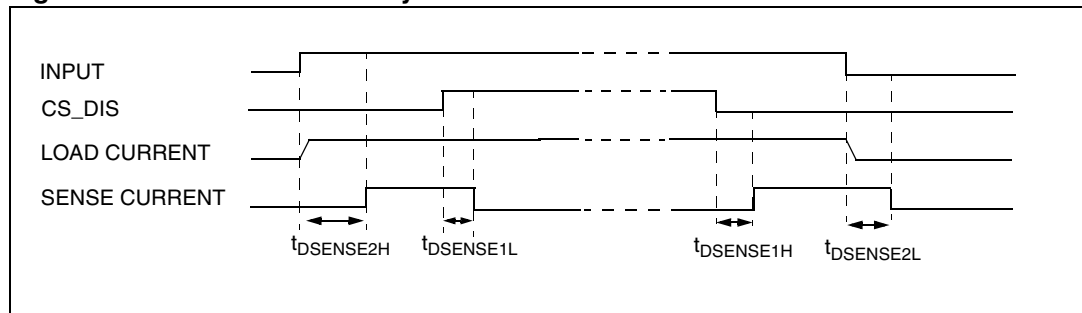 INPUT
CS_DIS
LOAD CURRENT
SENSE CURRENT
tDSENSE2H
tDSENSE1L
tDSENSE1H
tDSENSE2L